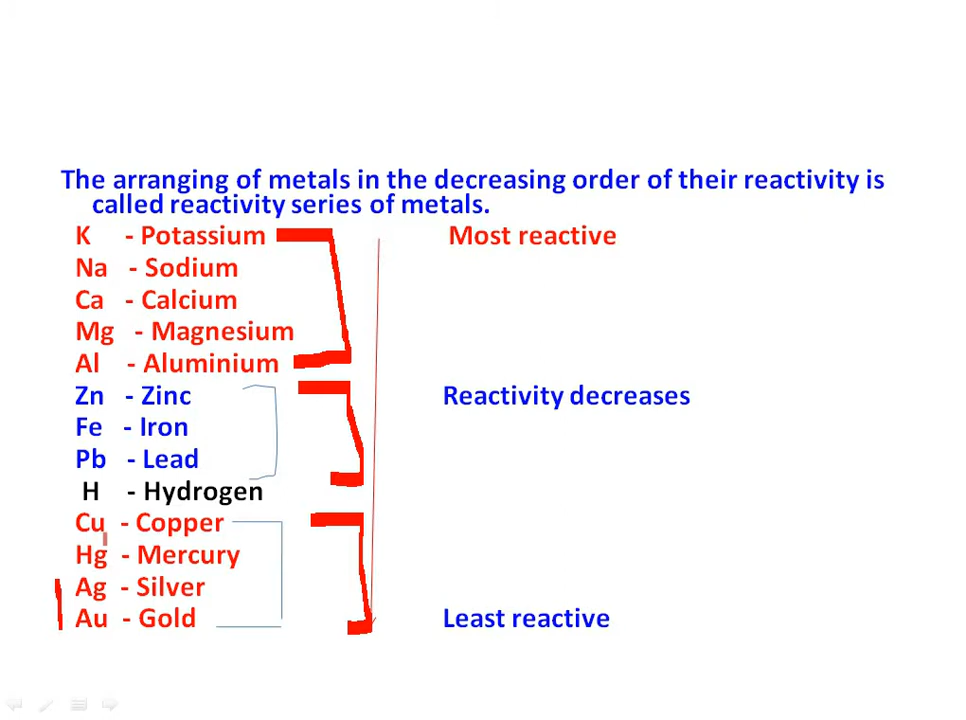 The arranging of metals in the decreasing order of their reactivity is
called reactivity series of metals.
K - Potassium Most reactive
Na - Sodium
Ca - Calcium
Mg - Magnesium
Al - Aluminium
Zn - Zinc Reactivity decreases
Fe - Iron
Pb - Lead
H - Hydrogen
Cu - Copper
Hg - Mercury
Ag - Silver
Au - Gold Least reactive